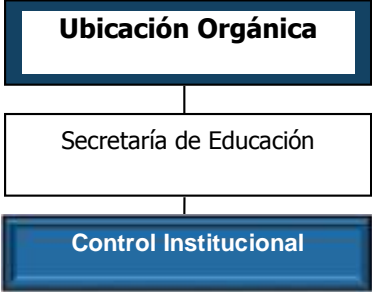 Ubicación Orgánica
Secretaría de Educación
Control Institucional